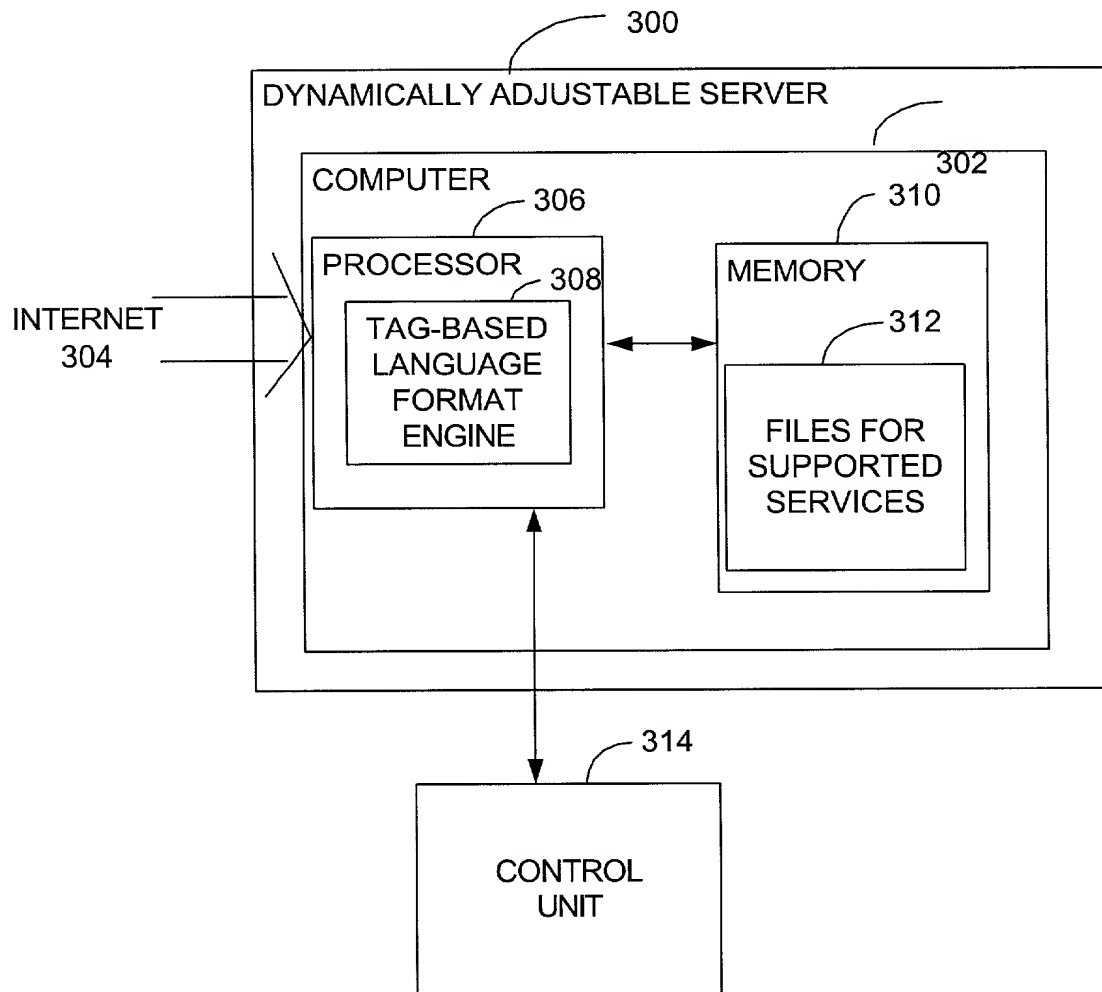 300
DYNAMICALLY ADJUSTABLE SERVER
302
COMPUTER
306
310
PROCESSOR
MEMORY
308
INTERNET
304
TAG-BASED
LANGUAGE
FORMAT
ENGINE
312
FILES FOR
SUPPORTED
SERVICES
314
CONTROL
UNIT